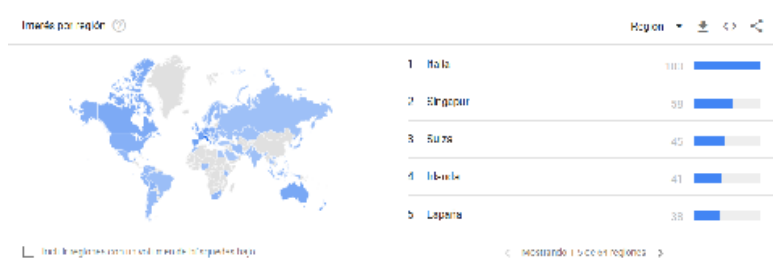 Interés por región
Región
1 Italia 100
2 Singapur 59
3 Suiza 45
4 Irlanda 41
5 España 38
Incluir regiones con un volumen de búsquedas bajo
Mostrando 1-5 de 64 regiones